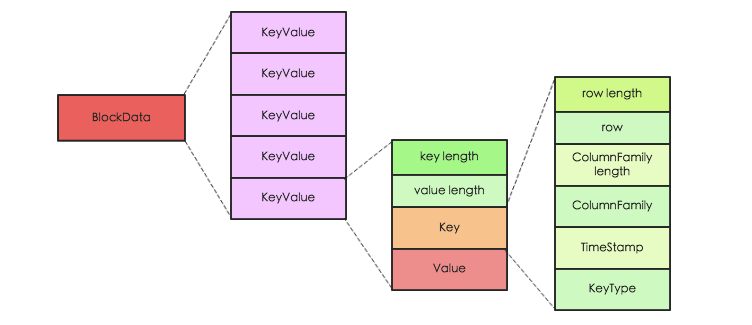 BlockData
KeyValue
KeyValue
KeyValue
KeyValue
KeyValue
key length
value length
Key
Value
row length
row
ColumnFamily
length
ColumnFamily
TimeStamp
KeyType